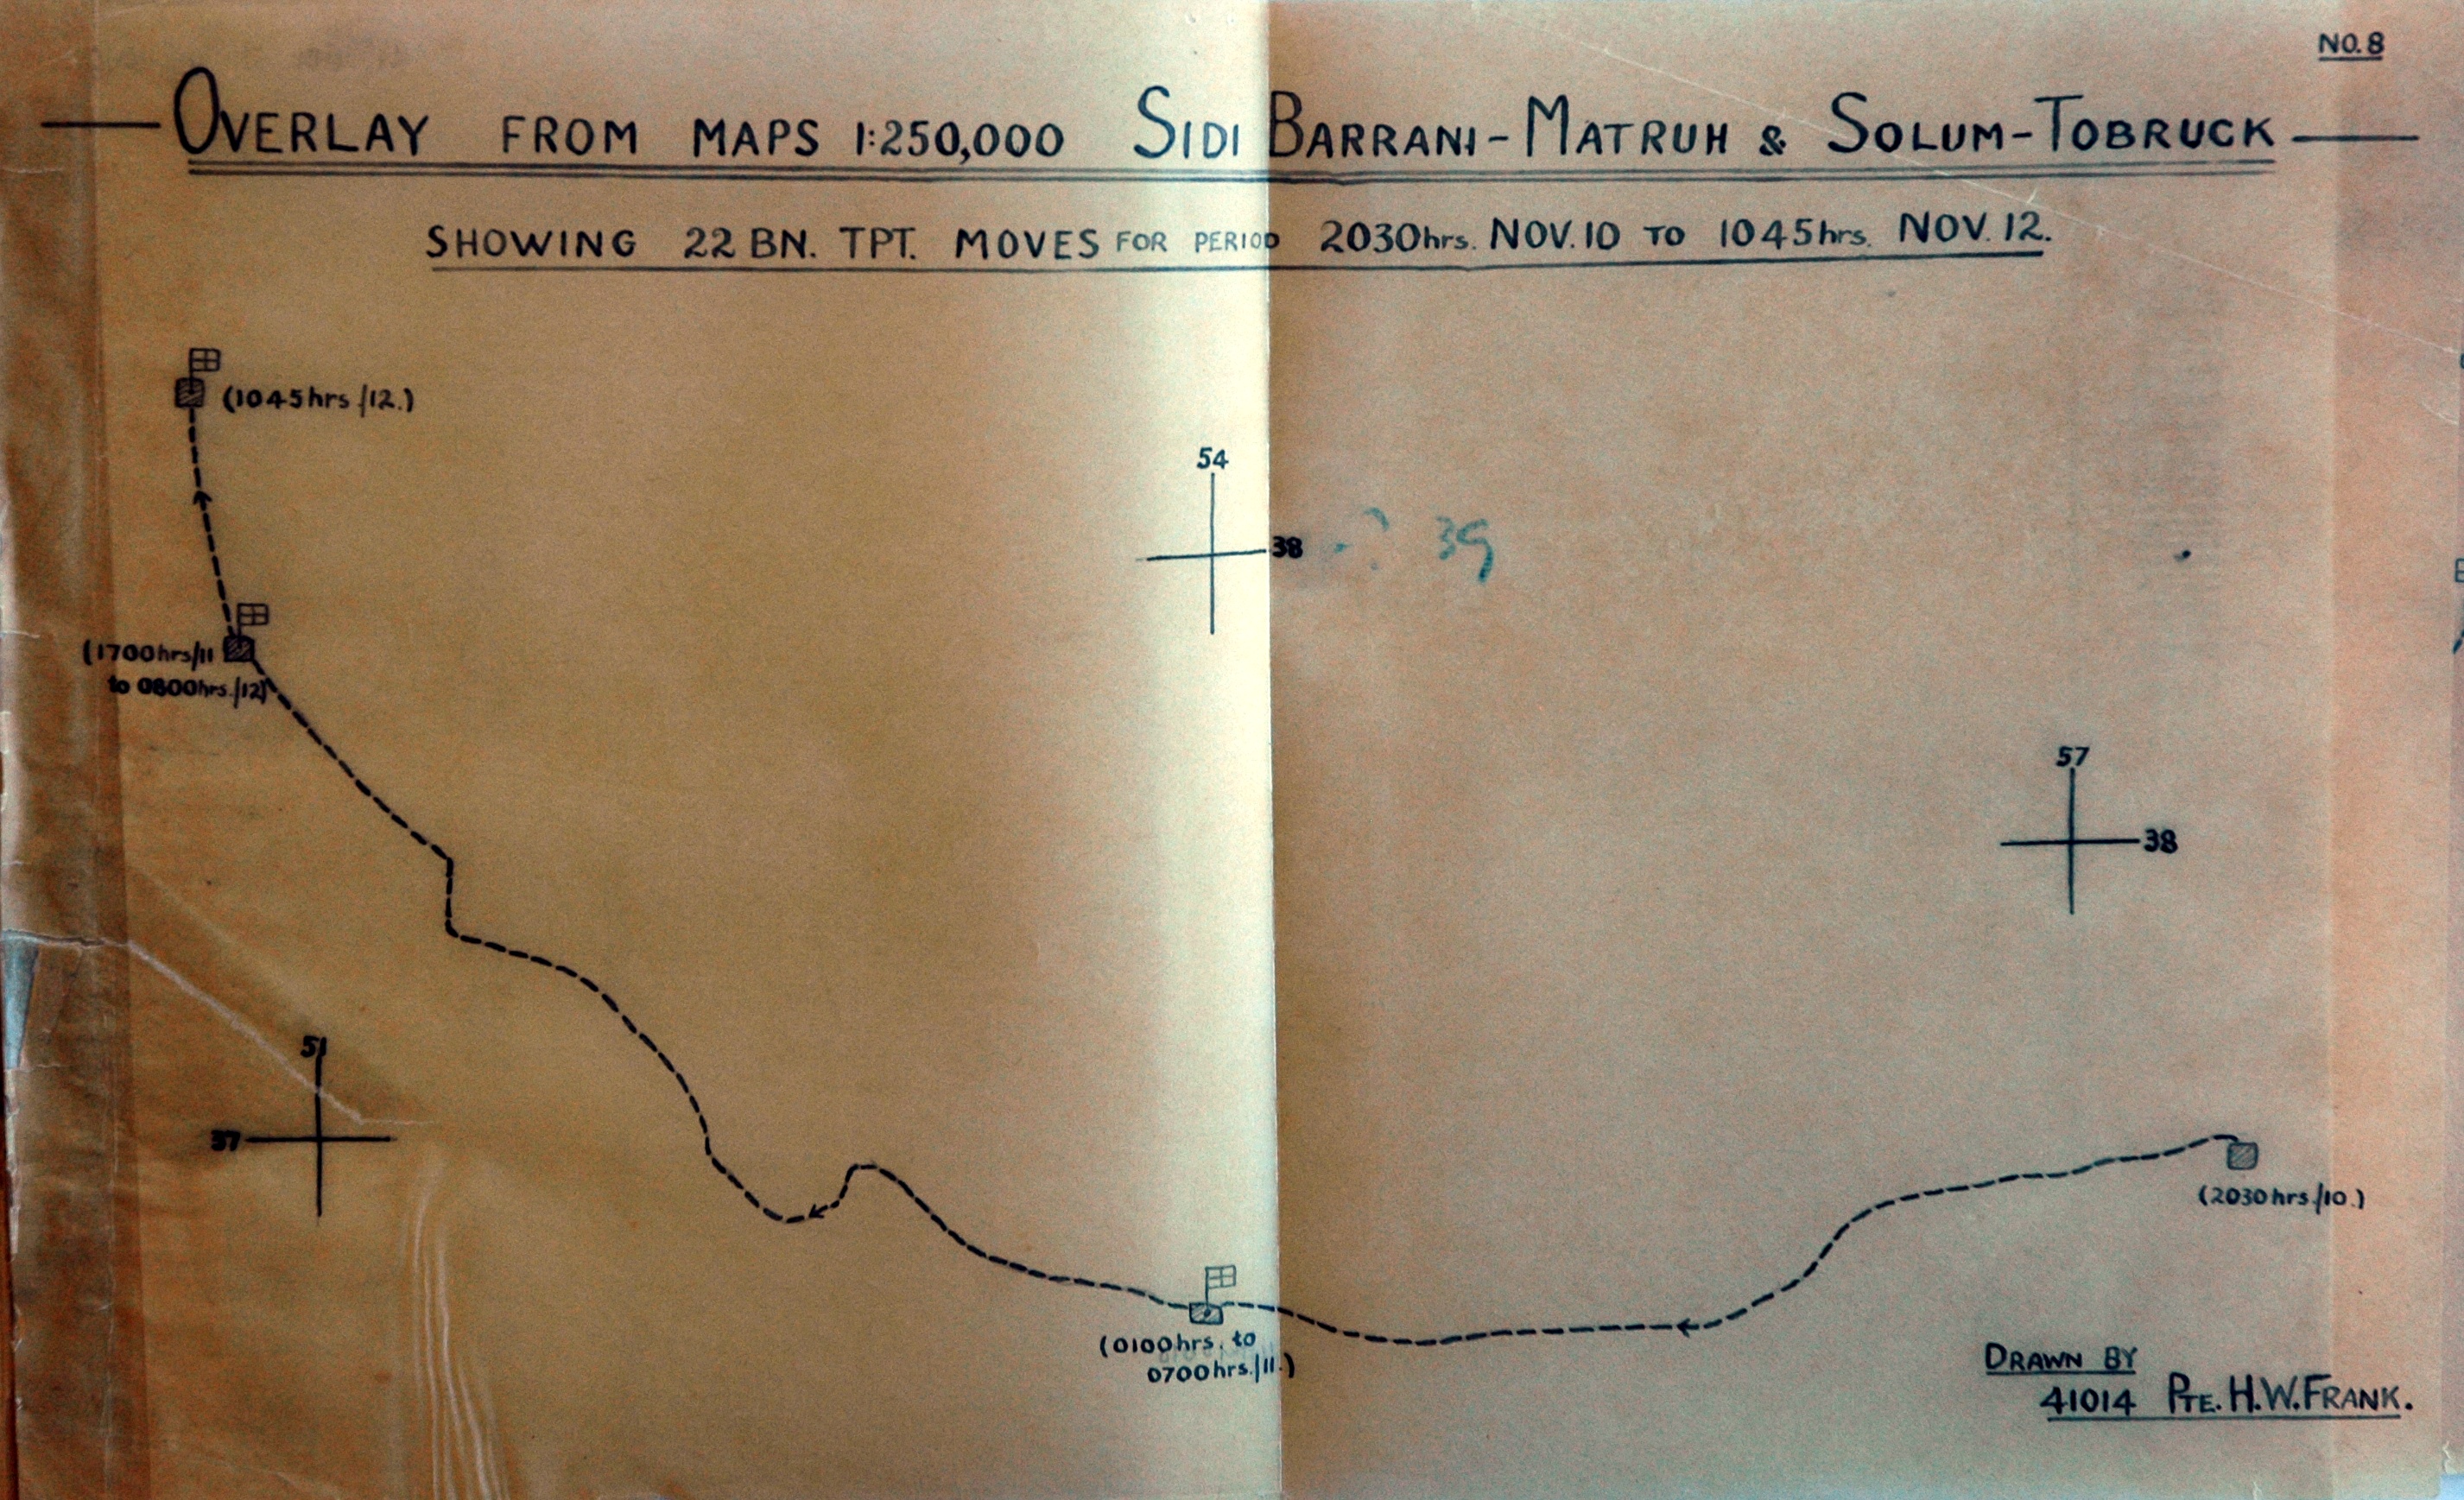 NO. 8
OVERLAY FROM MAPS 1:250,000 SIDI BARRANI-MATRUH & SOLUM-TOBRUCK
SHOWING 22 BN. TPT. MOVES FOR PERIOD 2030hrs. NOV. 10 TO 1045hrs. NOV. 12.
(1045hrs/12.)
54
38
39
(1700hrs/11
to 0800hrs./12)
57
38
51
37
(2030hrs./10.)
(0100hrs. to
0700hrs./11.)
DRAWN BY
41014 PTE. H.W. FRANK.